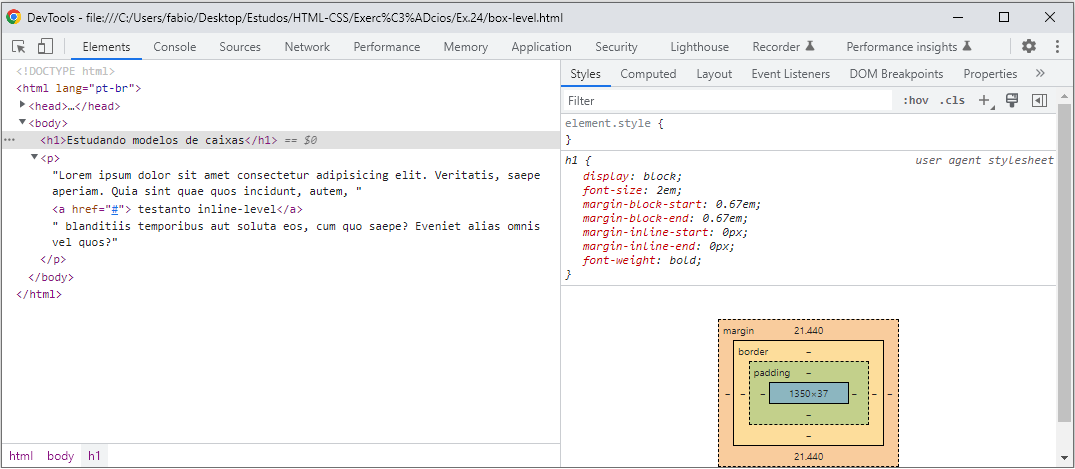 DevTools - file:///C:/Users/fabio/Desktop/Estudos/HTML-CSS/Exerc%C3%ADcios/Ex.24/box-level.html
Elements Console Sources Network Performance Memory Application Security Lighthouse Recorder Performance insights
<!DOCTYPE html>
<html lang="pt-br">
<head>…</head>
<body>
<h1>Estudando modelos de caixas</h1> == $0
<p>
"Lorem ipsum dolor sit amet consectetur adipisicing elit. Veritatis, saepe
aperiam. Quia sint quae quos incidunt, autem, "
<a href="#"> testanto inline-level</a>
" blanditiis temporibus aut soluta eos, cum quo saepe? Eveniet alias omnis
vel quos?"
</p>
</body>
</html>
html body h1
Styles Computed Layout Event Listeners DOM Breakpoints Properties »
Filter :hov .cls +
element.style {
}
h1 { user agent stylesheet
display: block;
font-size: 2em;
margin-block-start: 0.67em;
margin-block-end: 0.67em;
margin-inline-start: 0px;
margin-inline-end: 0px;
font-weight: bold;
}
margin 21.440
border –
padding –
– – – 1350×37 – – –
–
–
21.440